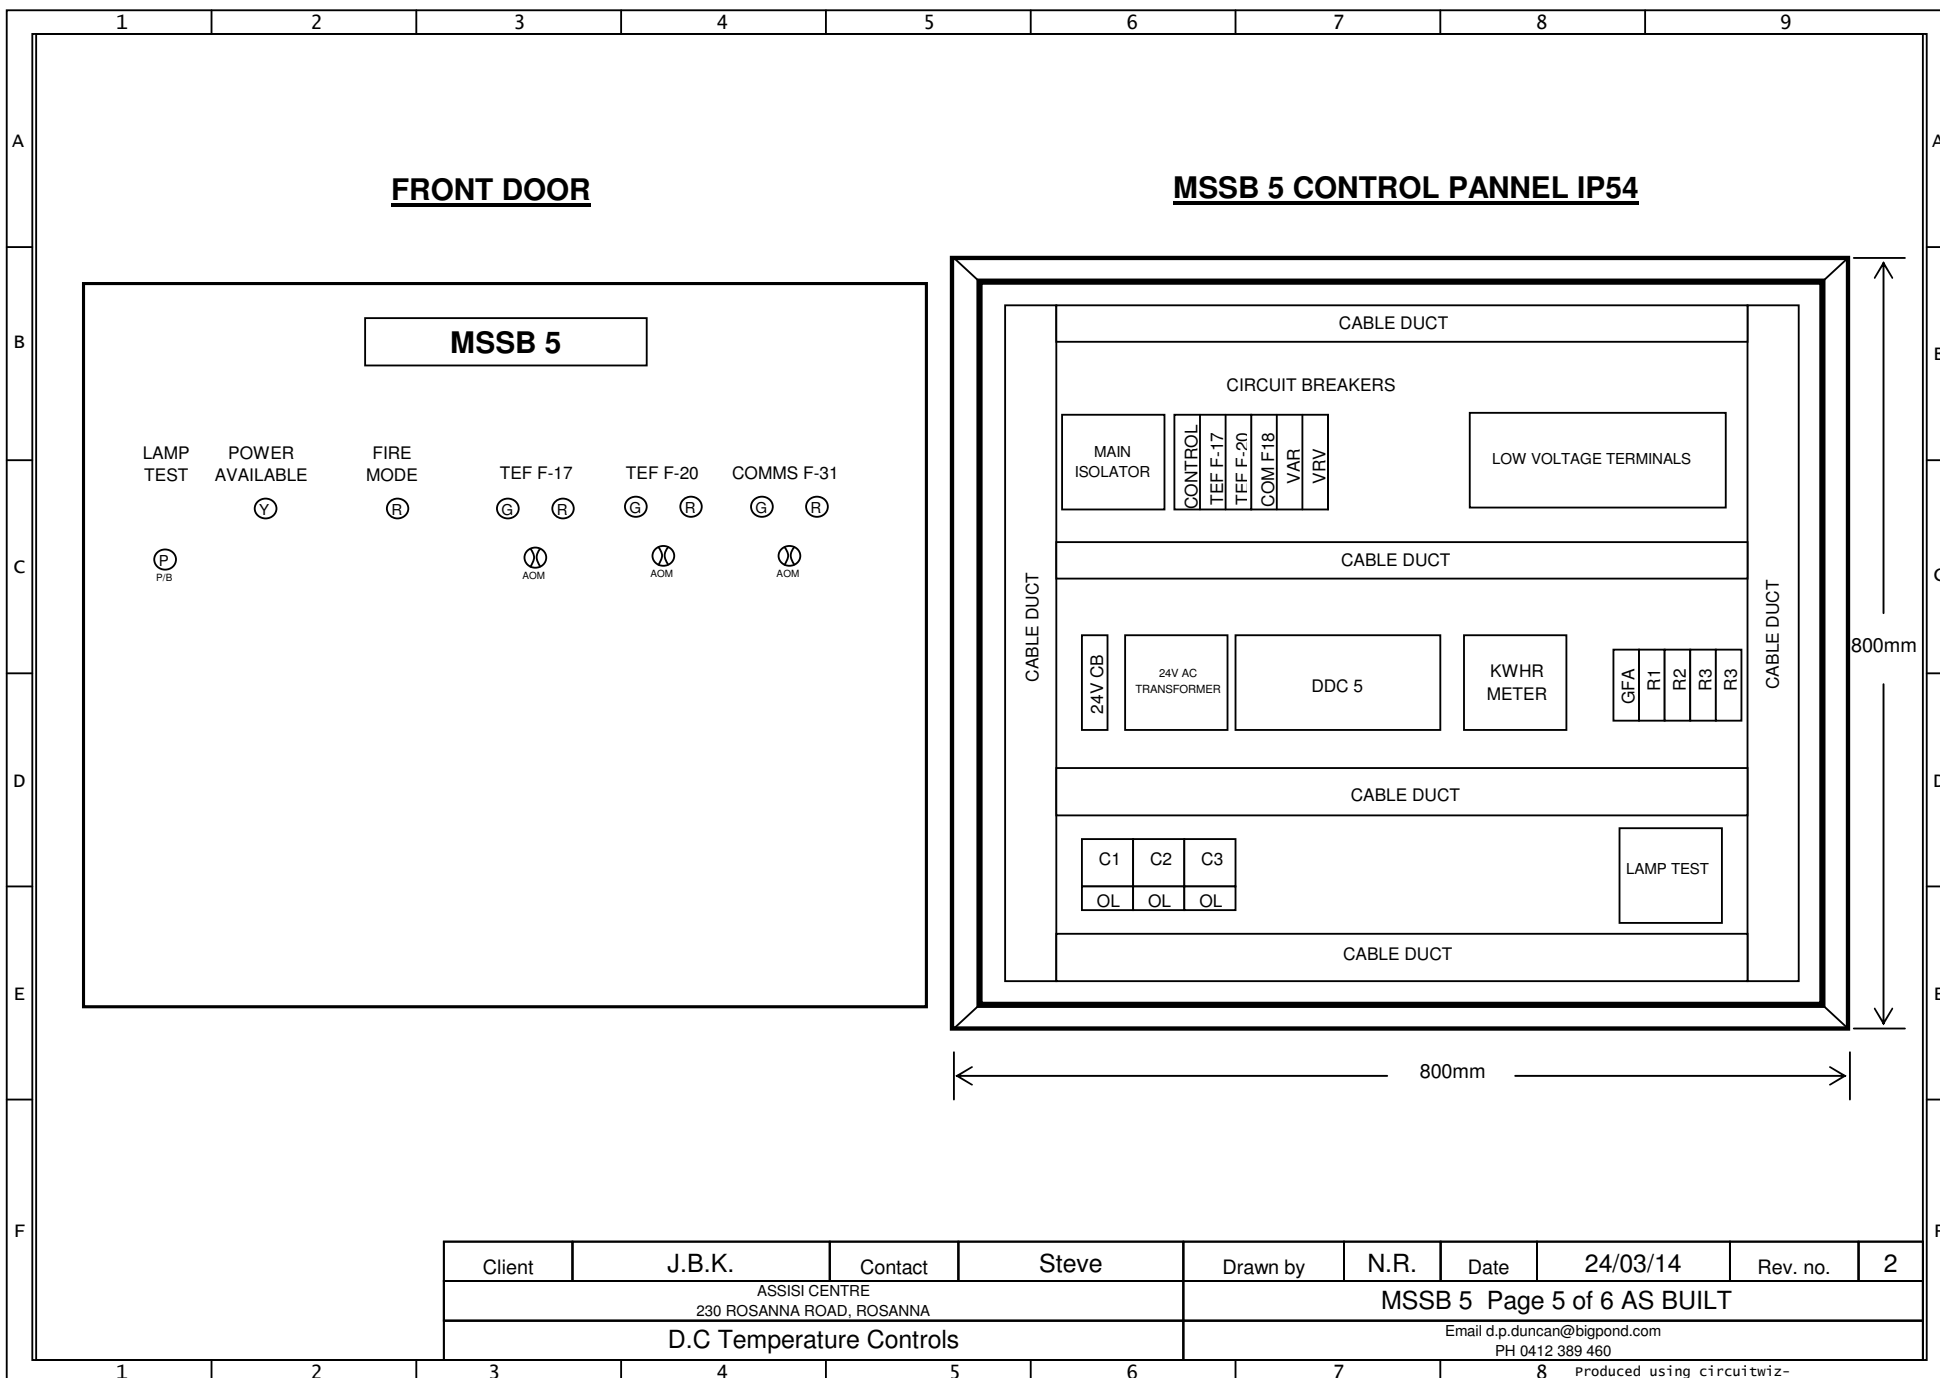 1 2 3 4 5 6 7 8 9
A A
FRONT DOOR
MSSB 5 CONTROL PANNEL IP54
B
MSSB 5
LAMP TEST
POWER AVAILABLE
FIRE MODE
TEF F-17
TEF F-20
COMMS F-31
Y
R
G R
G R
G R
P
P/B
AOM
AOM
AOM
CABLE DUCT
CIRCUIT BREAKERS
MAIN
ISOLATOR
CONTROL
TEF F-17
TEF F-20
COM F18
VAR
VRV
LOW VOLTAGE TERMINALS
C
CABLE DUCT
CABLE DUCT
CABLE DUCT
800mm
24V CB
24V AC
TRANSFORMER
DDC 5
KWHR
METER
GFA
R1
R2
R3
R3
D
CABLE DUCT
C1 C2 C3
OL OL OL
LAMP TEST
CABLE DUCT
E
800mm
F
Client J.B.K. Contact Steve Drawn by N.R. Date 24/03/14 Rev. no. 2
ASSISI CENTRE
230 ROSANNA ROAD, ROSANNA
MSSB 5 Page 5 of 6 AS BUILT
D.C Temperature Controls
Email d.p.duncan@bigpond.com
PH 0412 389 460
1 2 3 4 5 6 7 8 Produced using circuitwiz-